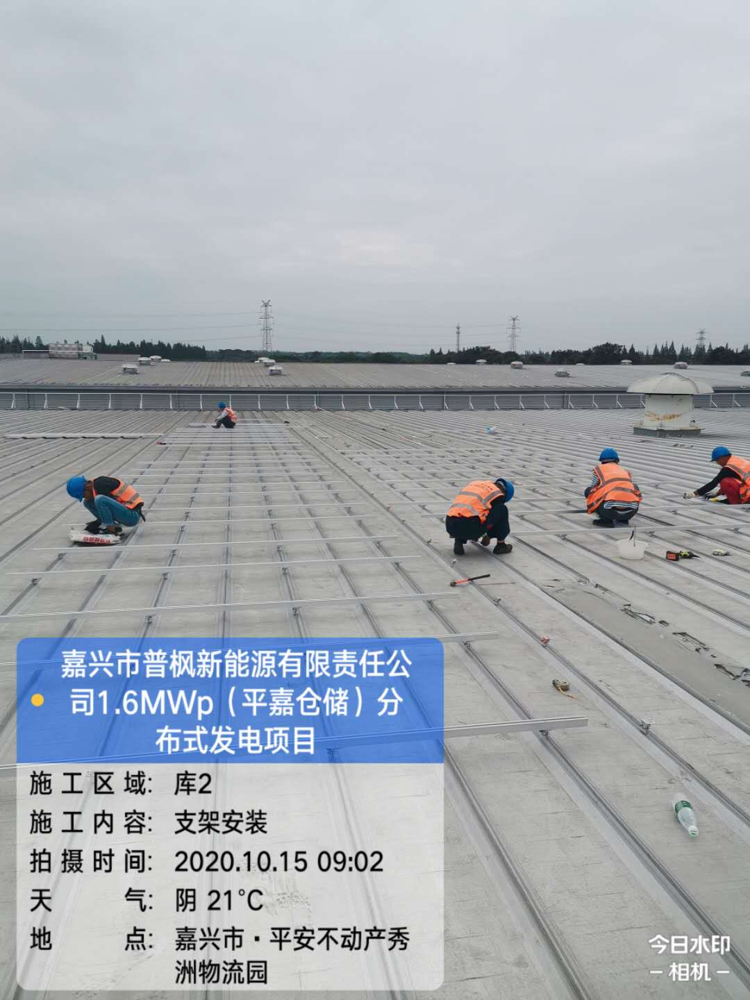 嘉兴市普枫新能源有限责任公
司1.6MWp（平嘉仓储）分
布式发电项目
施工区域: 库2
施工内容: 支架安装
拍摄时间: 2020.10.15 09:02
天气: 阴 21°C
地点: 嘉兴市·平安不动产秀
洲物流园
今日水印
相机